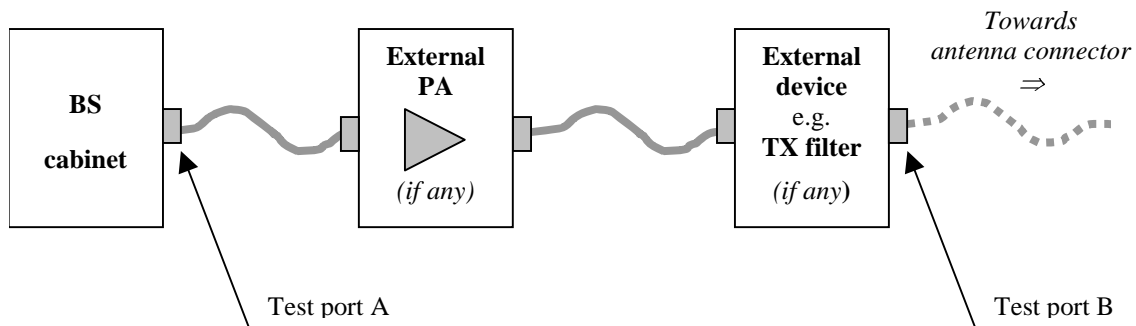 BS
cabinet
External
PA
(if any)
External
device
e.g.
TX filter
(if any)
Towards
antenna connector
⇒
Test port A
Test port B